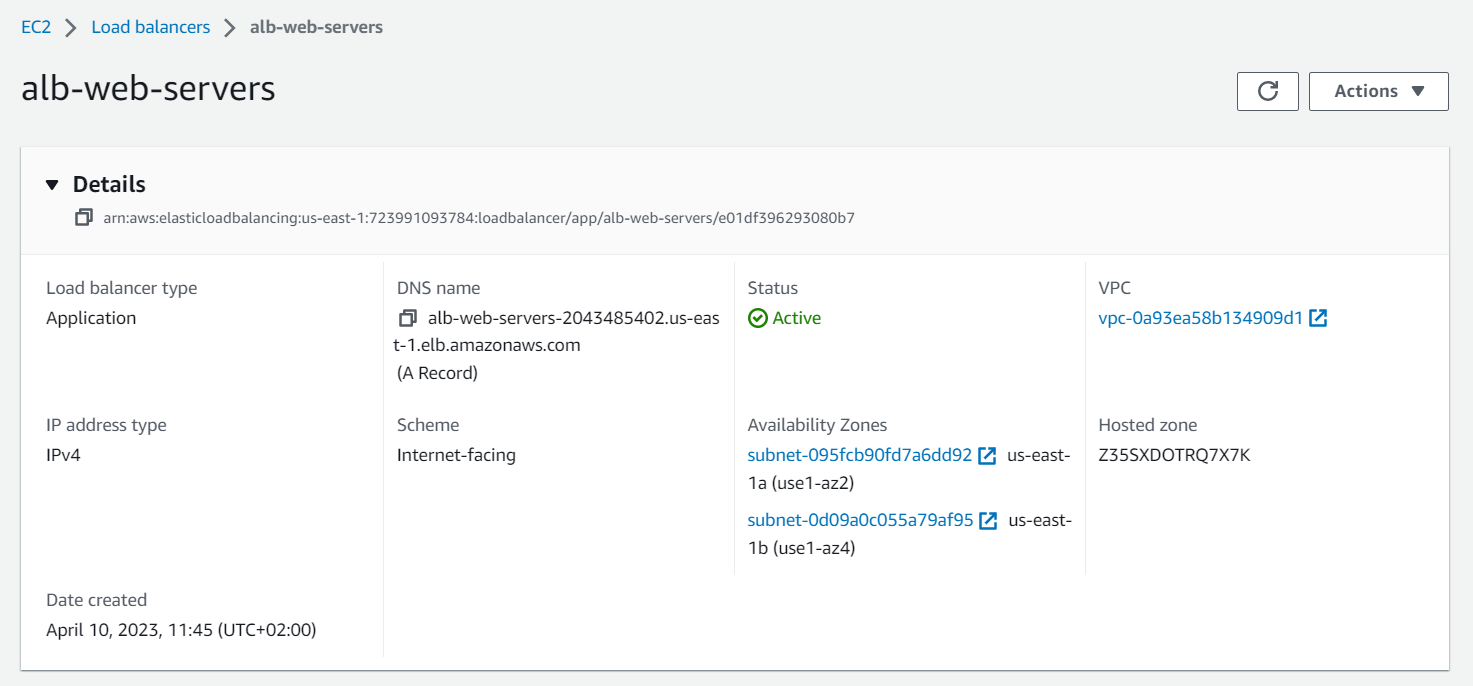 EC2 > Load balancers > alb-web-servers
alb-web-servers
Actions
Details
arn:aws:elasticloadbalancing:us-east-1:723991093784:loadbalancer/app/alb-web-servers/e01df396293080b7
Load balancer type
Application
DNS name
alb-web-servers-2043485402.us-eas
t-1.elb.amazonaws.com
(A Record)
Status
Active
VPC
vpc-0a93ea58b134909d1
IP address type
IPv4
Scheme
Internet-facing
Availability Zones
subnet-095fcb90fd7a6dd92 us-east-
1a (use1-az2)
subnet-0d09a0c055a79af95 us-east-
1b (use1-az4)
Hosted zone
Z35SXDOTRQ7X7K
Date created
April 10, 2023, 11:45 (UTC+02:00)